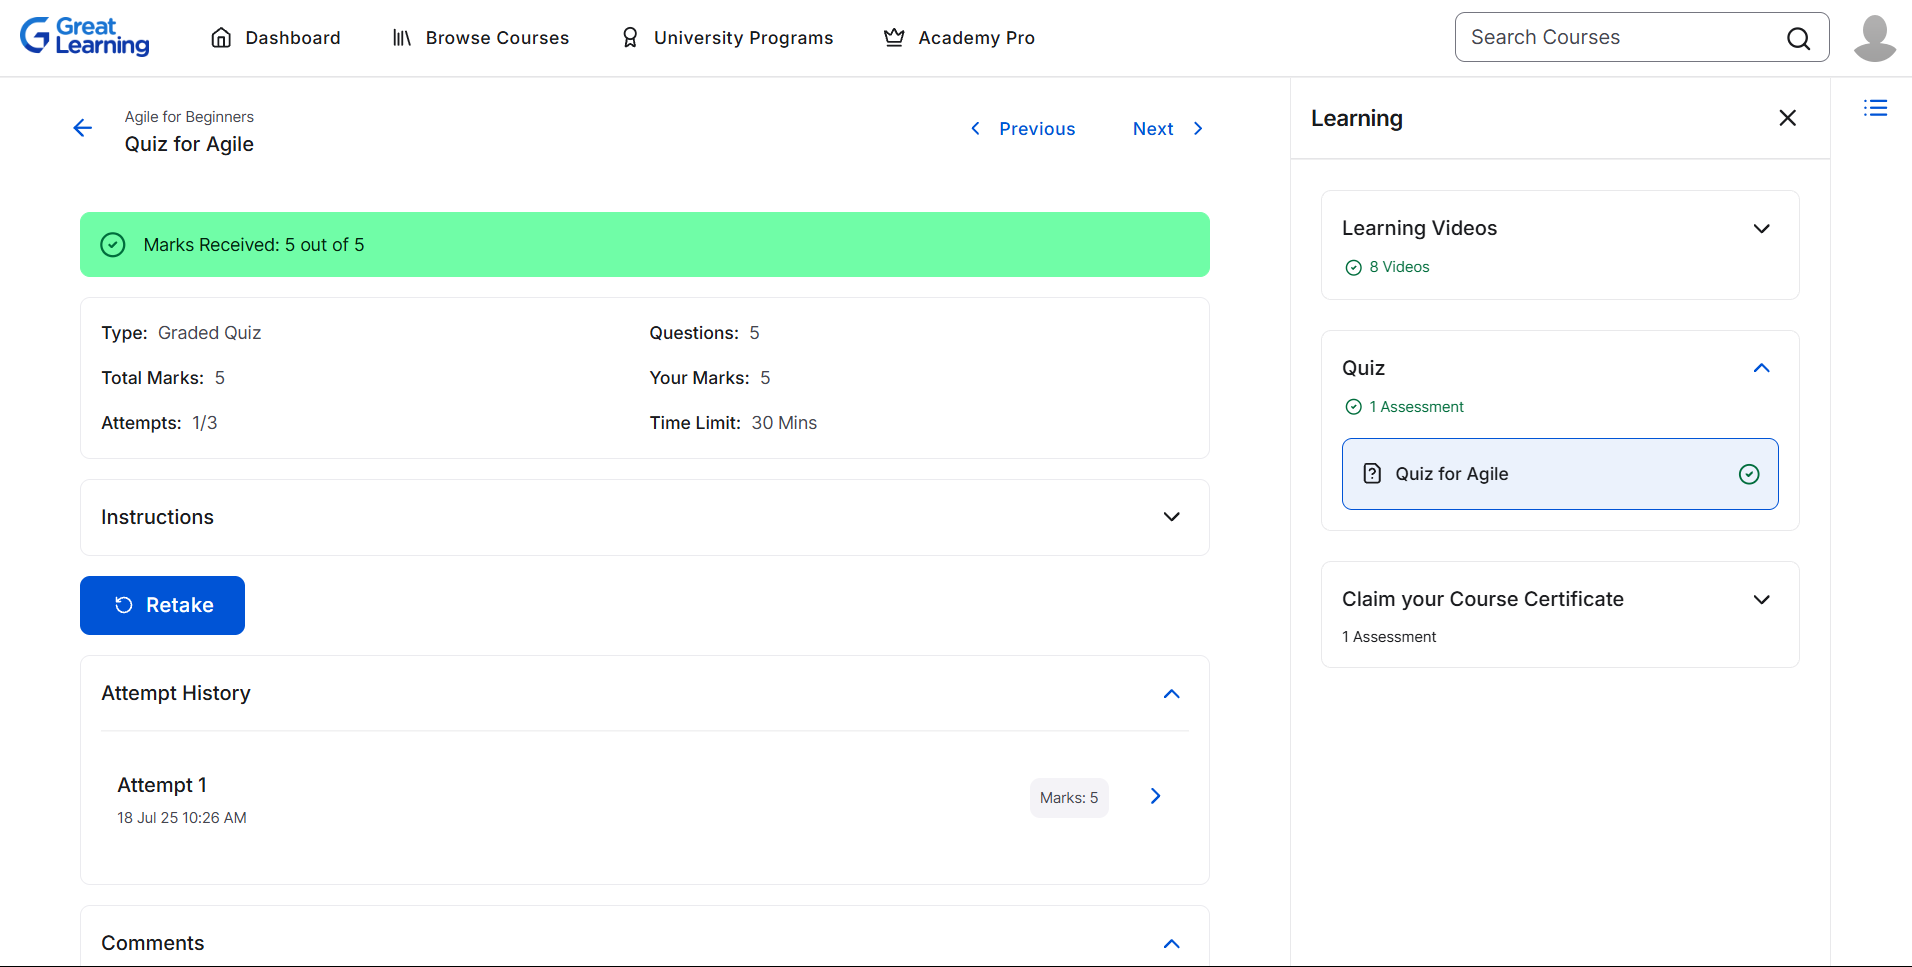 Great
Learning
Dashboard
Browse Courses
University Programs
Academy Pro
Search Courses
Agile for Beginners
Quiz for Agile
Previous
Next
Marks Received: 5 out of 5
Type: Graded Quiz
Questions: 5
Total Marks: 5
Your Marks: 5
Attempts: 1/3
Time Limit: 30 Mins
Instructions
Retake
Attempt History
Attempt 1
18 Jul 25 10:26 AM
Marks: 5
Comments
Learning
Learning Videos
8 Videos
Quiz
1 Assessment
Quiz for Agile
Claim your Course Certificate
1 Assessment